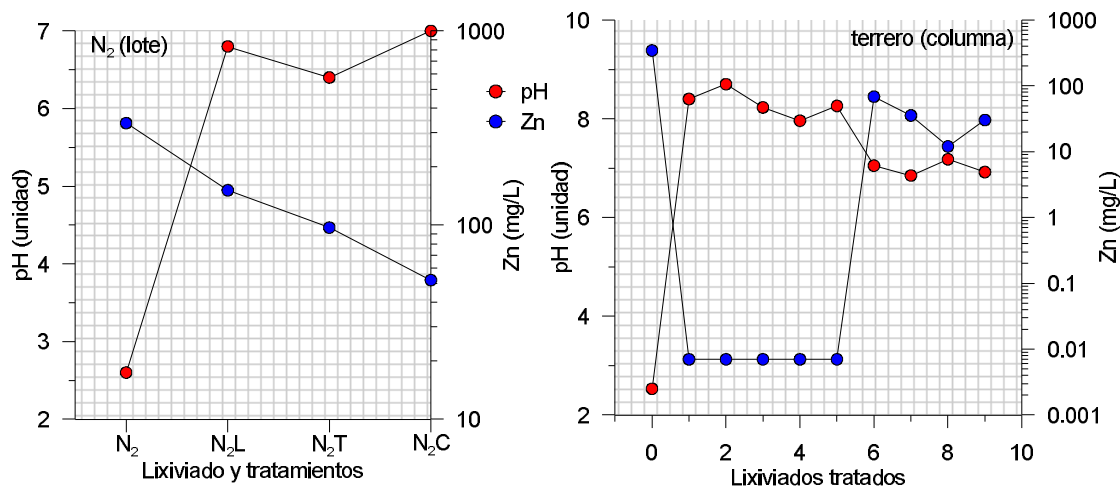 N₂ (lote)
7
6
5
4
3
2
pH (unidad)
N₂
N₂L
N₂T
N₂C
Lixiviado y tratamientos
1000
100
10
Zn (mg/L)
pH
Zn
terrero (columna)
10
8
6
4
2
pH (unidad)
0
2
4
6
8
10
Lixiviados tratados
1000
100
10
1
0.1
0.01
0.001
Zn (mg/L)